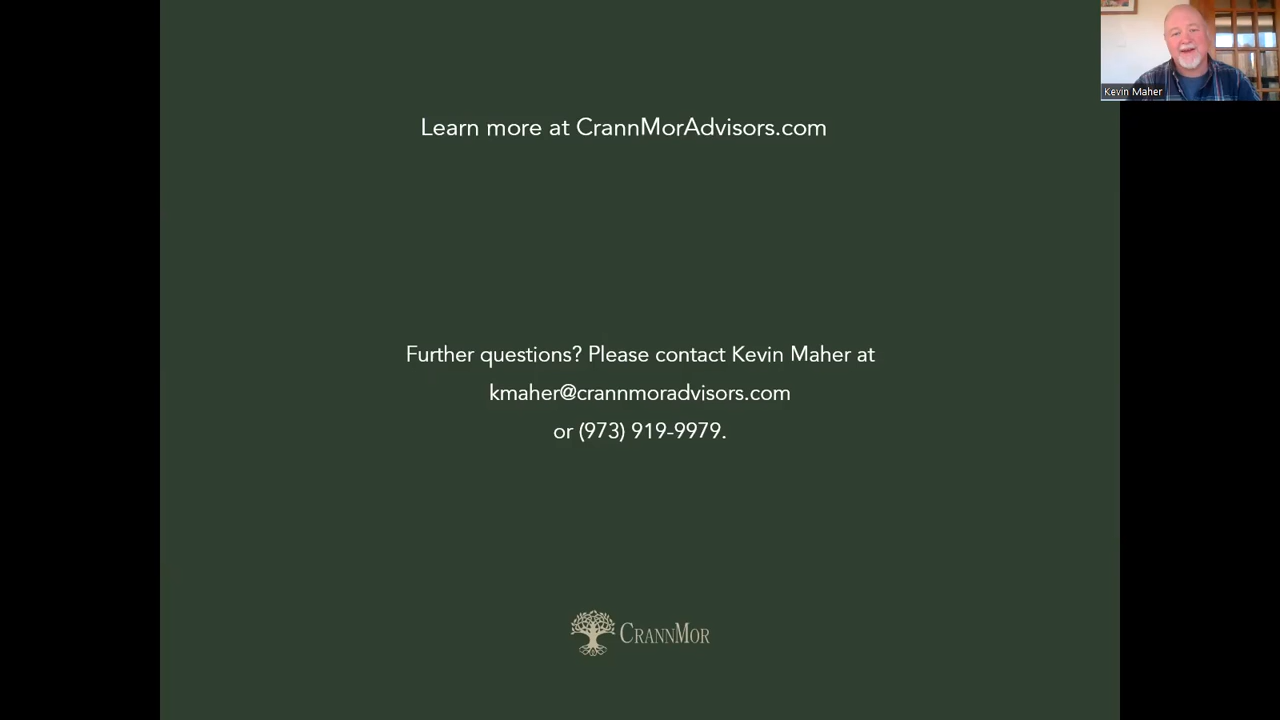 Kevin Maher
Learn more at CrannMorAdvisors.com
Further questions? Please contact Kevin Maher at
kmaher@crannmoradvisors.com
or (973) 919-9979.
CRANNMOR